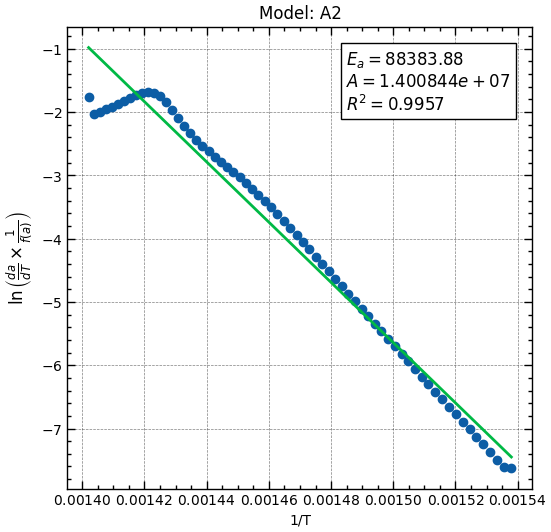 Model: A2
E_a = 88383.88
A = 1.400844e + 07
R^2 = 0.9957
−1
−2
−3
−4
−5
−6
−7
ln(da/dT × 1/f(a))
0.00140 0.00142 0.00144 0.00146 0.00148 0.00150 0.00152 0.00154
1/T